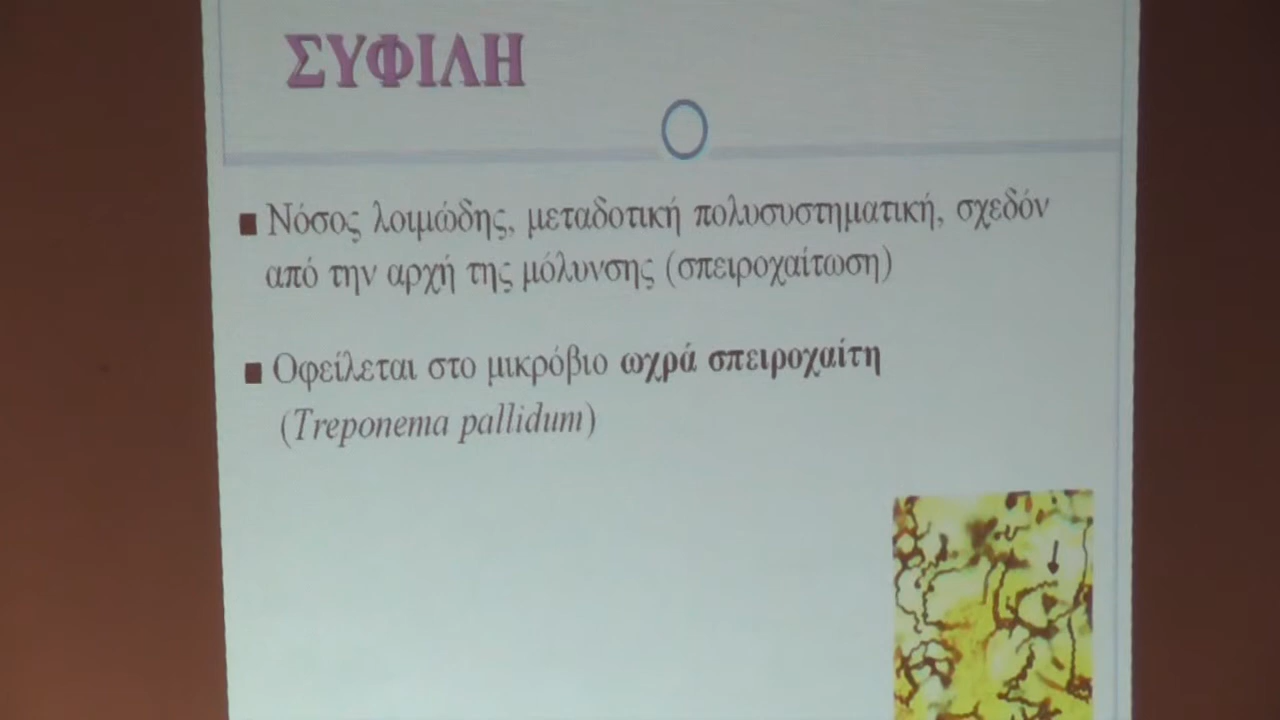 ΣΥΦΙΛΗ
Νόσος λοιμώδης, μεταδοτική πολυσυστηματική, σχεδόν
από την αρχή της μόλυνσης (σπειροχαίτωση)
Οφείλεται στο μικρόβιο ωχρά σπειροχαίτη
(Treponema pallidum)